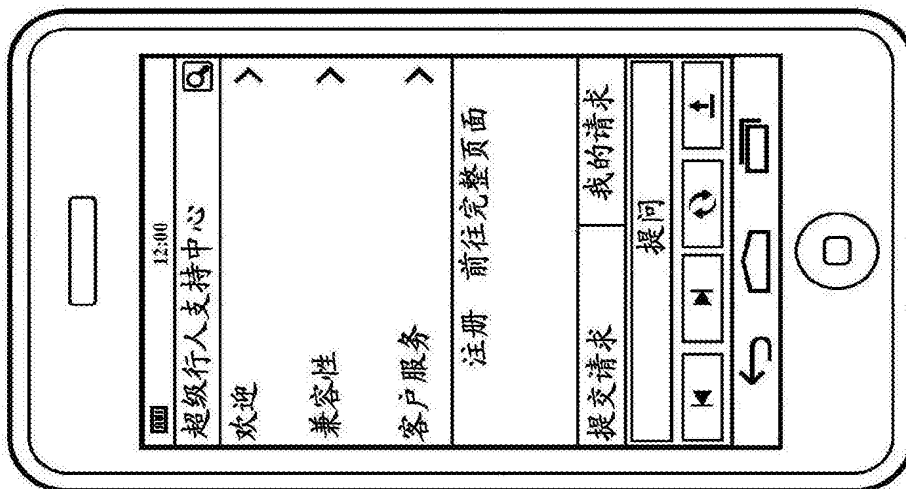 12:00
超级行人支持中心
欢迎
兼容性
客户服务
注册 前往完整页面
提交请求 我的请求
提问